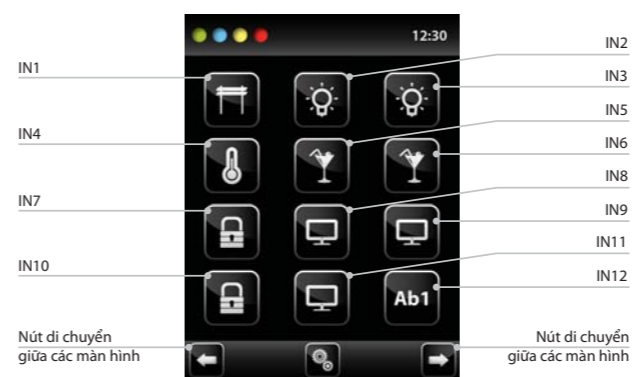 12:30
IN1
IN2
IN3
IN4
IN5
IN6
IN7
IN8
IN9
IN10
IN11
IN12
Ab1
Nút di chuyển
giữa các màn hình
Nút di chuyển
giữa các màn hình